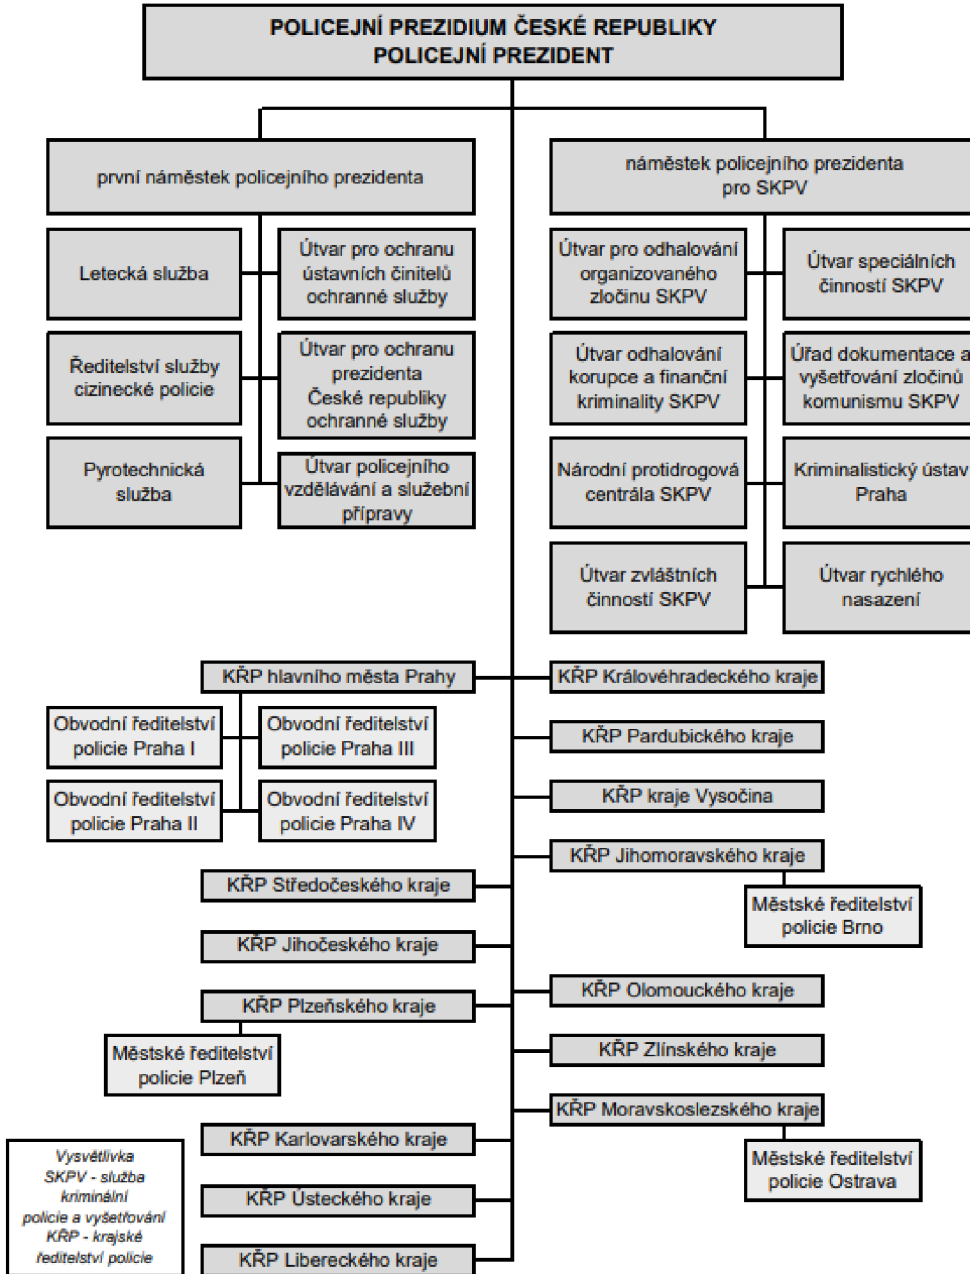 POLICEJNÍ PREZIDIUM ČESKÉ REPUBLIKY
POLICEJNÍ PREZIDENT
první náměstek policejního prezidenta
náměstek policejního prezidenta
pro SKPV
Letecká služba
Útvar pro ochranu
ústavních činitelů
ochranné služby
Útvar pro odhalování
organizovaného
zločinu SKPV
Útvar speciálních
činností SKPV
Ředitelství služby
cizinecké policie
Útvar pro ochranu
prezidenta
České republiky
ochranné služby
Útvar odhalování
korupce a finanční
kriminality SKPV
Úřad dokumentace a
vyšetřování zločinů
komunismu SKPV
Pyrotechnická
služba
Útvar policejního
vzdělávání a služební
přípravy
Národní protidrogová
centrála SKPV
Kriminalistický ústav
Praha
Útvar zvláštních
činností SKPV
Útvar rychlého
nasazení
KŘP hlavního města Prahy
KŘP Královéhradeckého kraje
Obvodní ředitelství
policie Praha I
Obvodní ředitelství
policie Praha III
KŘP Pardubického kraje
Obvodní ředitelství
policie Praha II
Obvodní ředitelství
policie Praha IV
KŘP kraje Vysočina
KŘP Jihomoravského kraje
KŘP Středočeského kraje
Městské ředitelství
policie Brno
KŘP Jihočeského kraje
KŘP Olomouckého kraje
KŘP Plzeňského kraje
Městské ředitelství
policie Plzeň
KŘP Zlínského kraje
KŘP Moravskoslezského kraje
KŘP Karlovarského kraje
Městské ředitelství
policie Ostrava
KŘP Ústeckého kraje
KŘP Libereckého kraje
Vysvětlivka
SKPV - služba
kriminální
policie a vyšetřování
KŘP - krajské
ředitelství policie